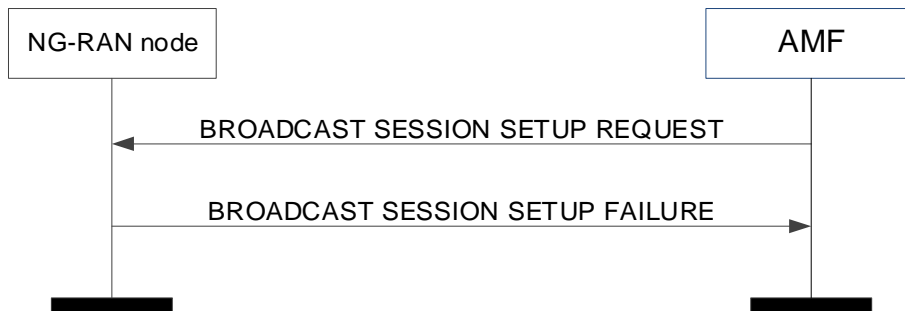 NG-RAN node
AMF
BROADCAST SESSION SETUP REQUEST
BROADCAST SESSION SETUP FAILURE